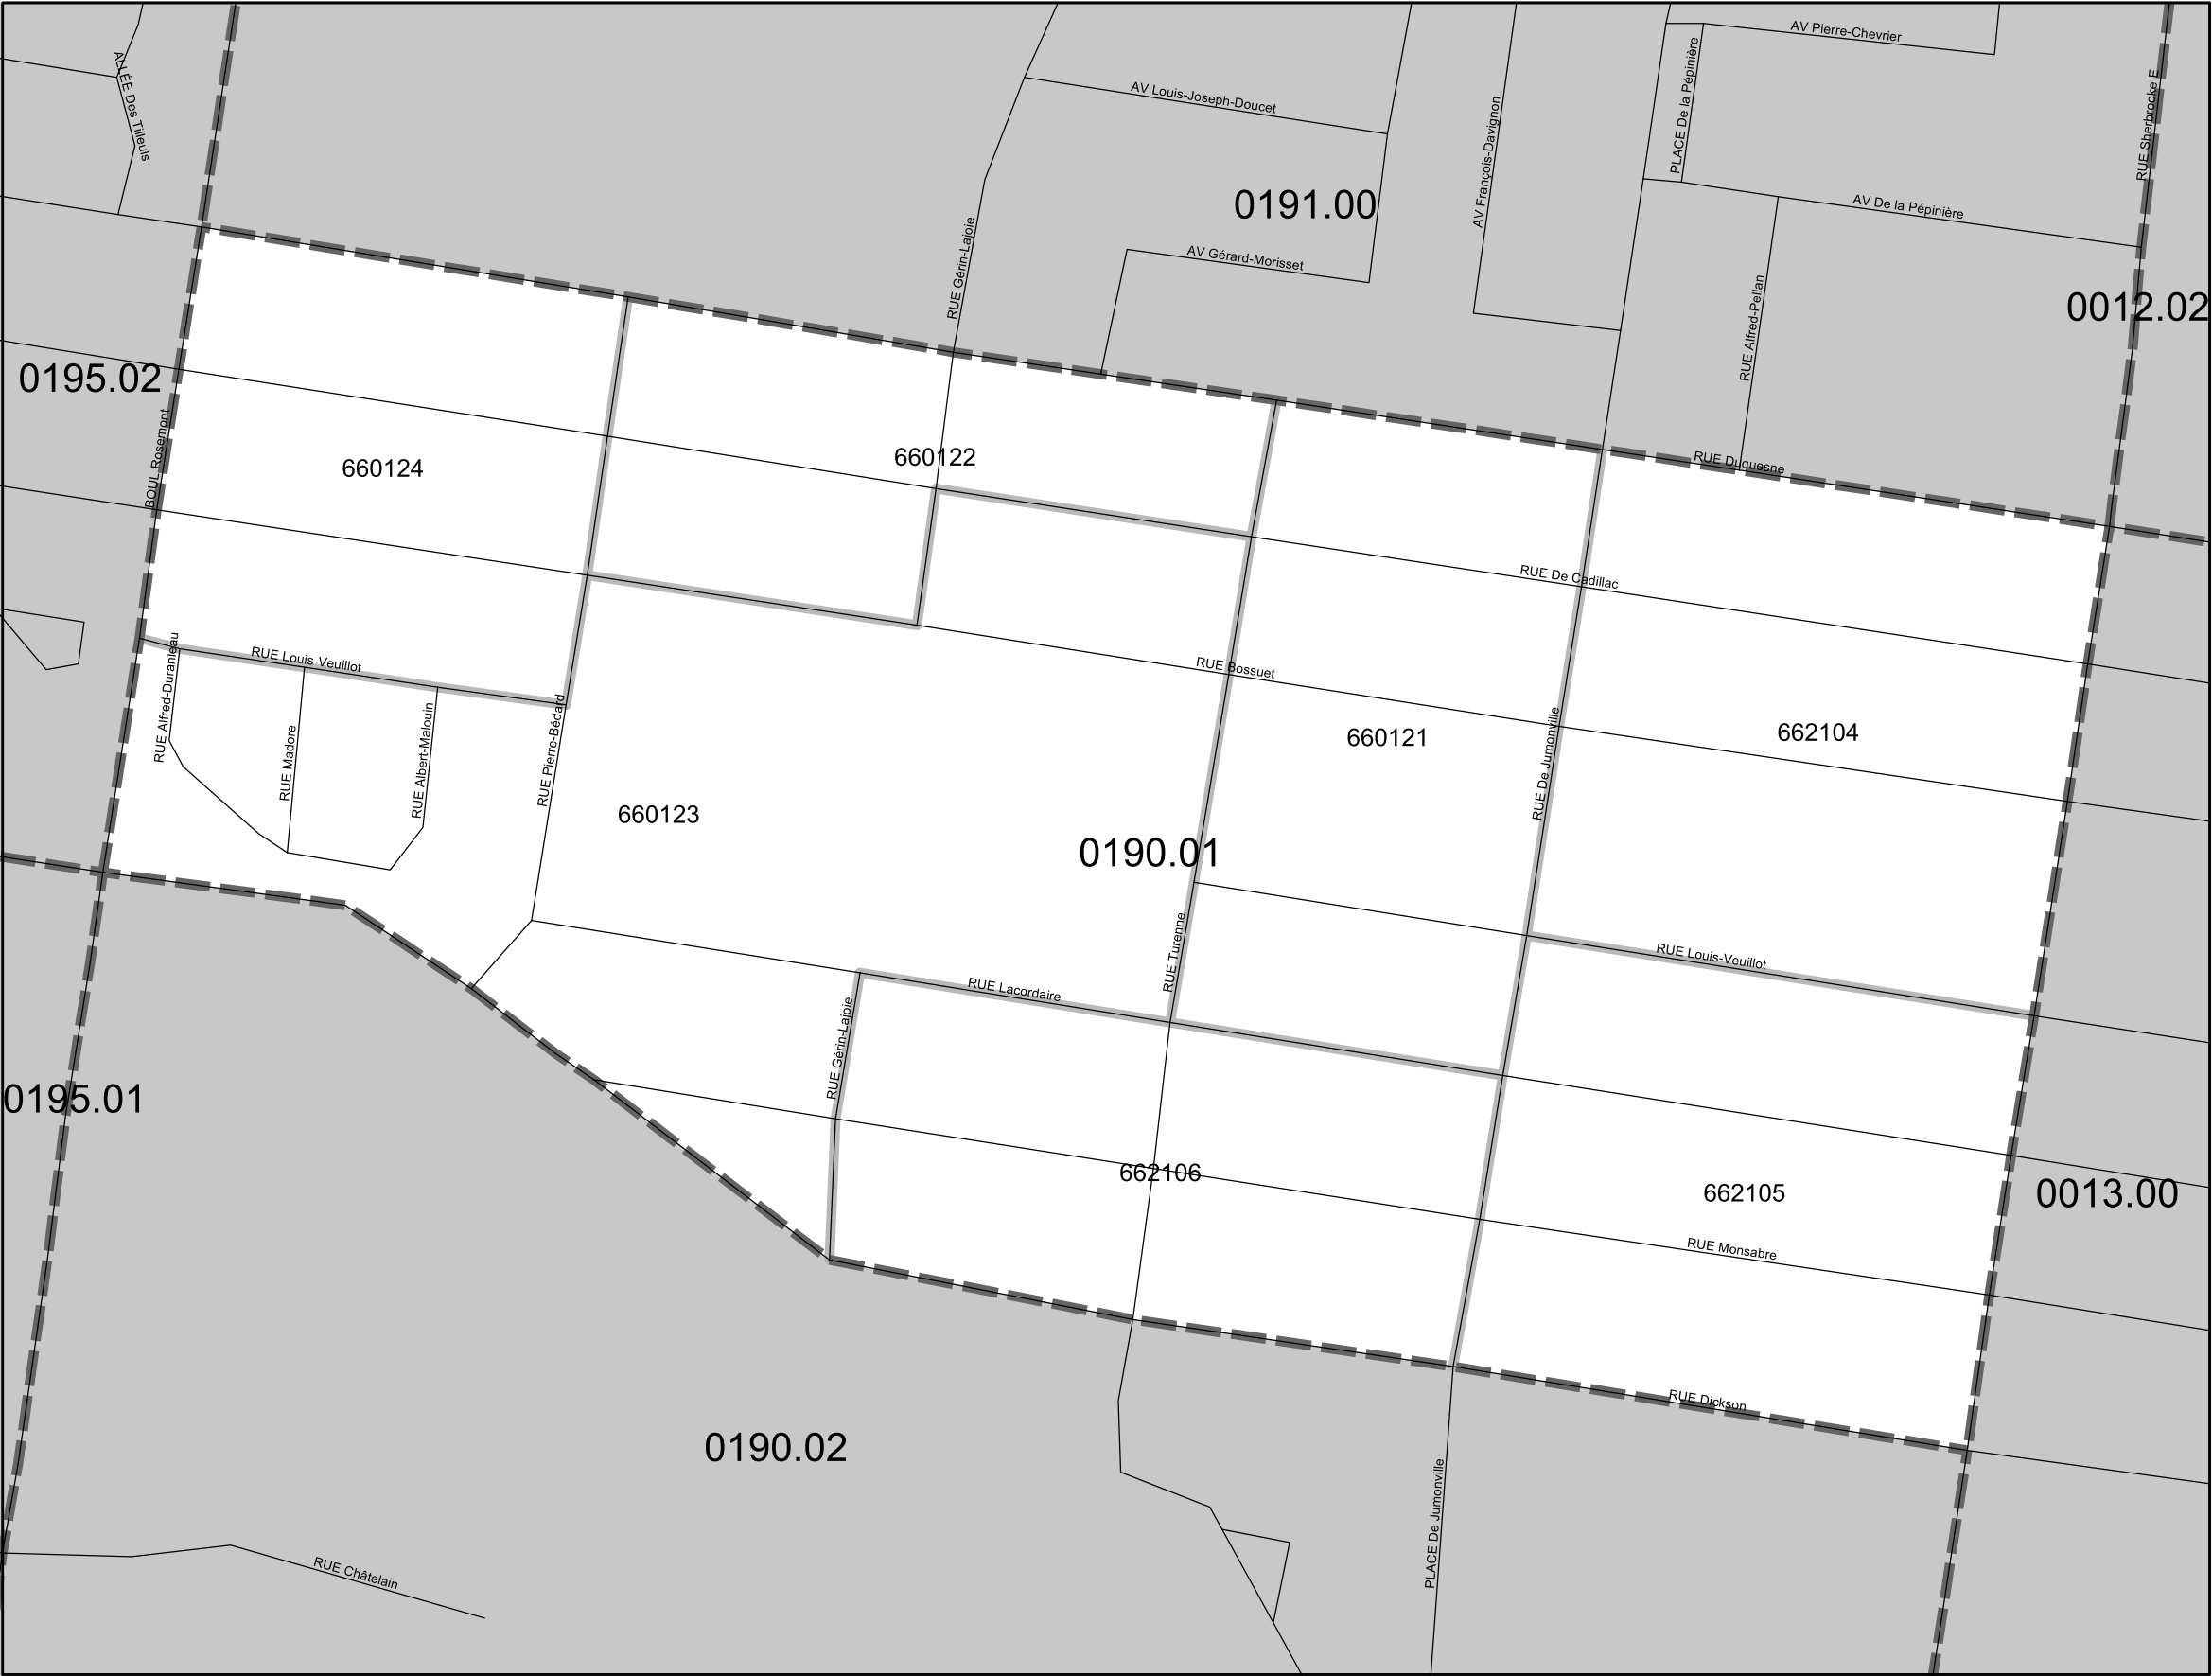 AV Pierre-Chevrier
PLACE De la Pépinière
ALLÉE Des Tilleuls
AV Louis-Joseph-Doucet
AV François-Davignon
RUE Sherbrooke E
0191.00
AV De la Pépinière
RUE Gérin-Lajoie
AV Gérard-Morisset
RUE Alfred-Pellan
0012.02
0195.02
BOUL Rosemont
660124
660122
RUE Duquesne
RUE De Cadillac
RUE Louis-Veuillot
RUE Bossuet
RUE Alfred-Duranleau
RUE Madore
RUE Albert-Malouin
RUE Pierre-Bédard
660121
RUE De Jumonville
662104
660123
0190.01
RUE Turenne
RUE Louis-Veuillot
RUE Lacordaire
RUE Gérin-Lajoie
0195.01
662106
662105
0013.00
RUE Monsabre
RUE Dickson
0190.02
PLACE De Jumonville
RUE Châtelain